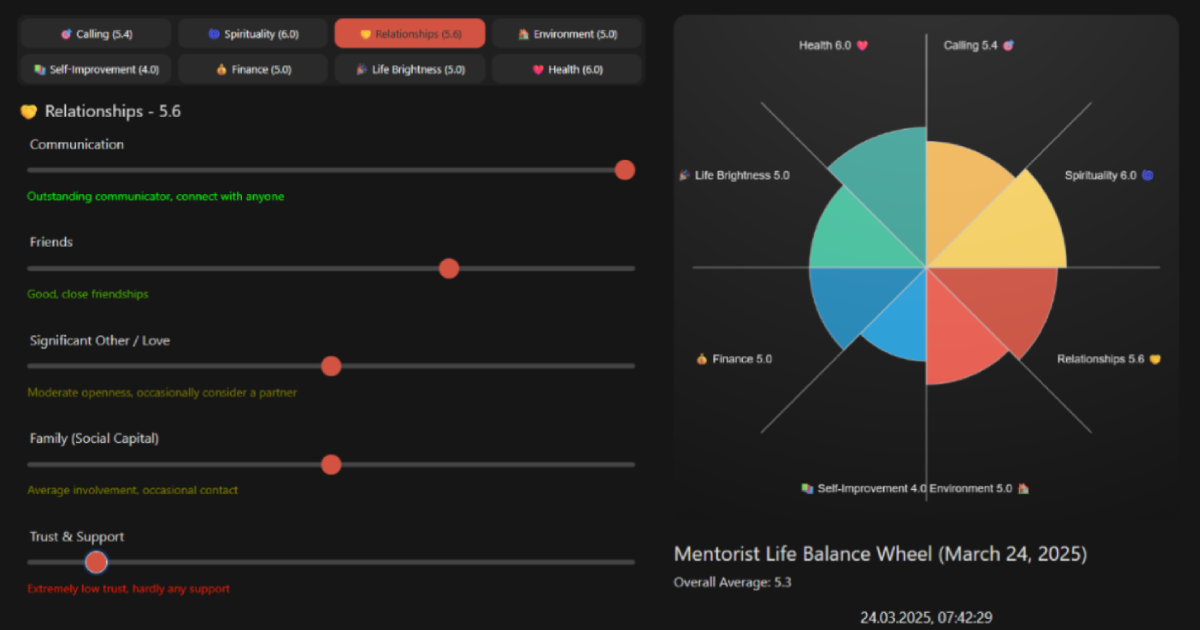 Calling (5.4)
Spirituality (6.0)
Relationships (5.6)
Environment (5.0)
Self-Improvement (4.0)
Finance (5.0)
Life Brightness (5.0)
Health (6.0)
Relationships - 5.6
Communication
Outstanding communicator, connect with anyone
Friends
Good, close friendships
Significant Other / Love
Moderate openness, occasionally consider a partner
Family (Social Capital)
Average involvement, occasional contact
Trust & Support
Extremely low trust, hardly any support
Health 6.0
Calling 5.4
Life Brightness 5.0
Spirituality 6.0
Finance 5.0
Relationships 5.6
Self-Improvement 4.0
Environment 5.0
Mentorist Life Balance Wheel (March 24, 2025)
Overall Average: 5.3
24.03.2025, 07:42:29